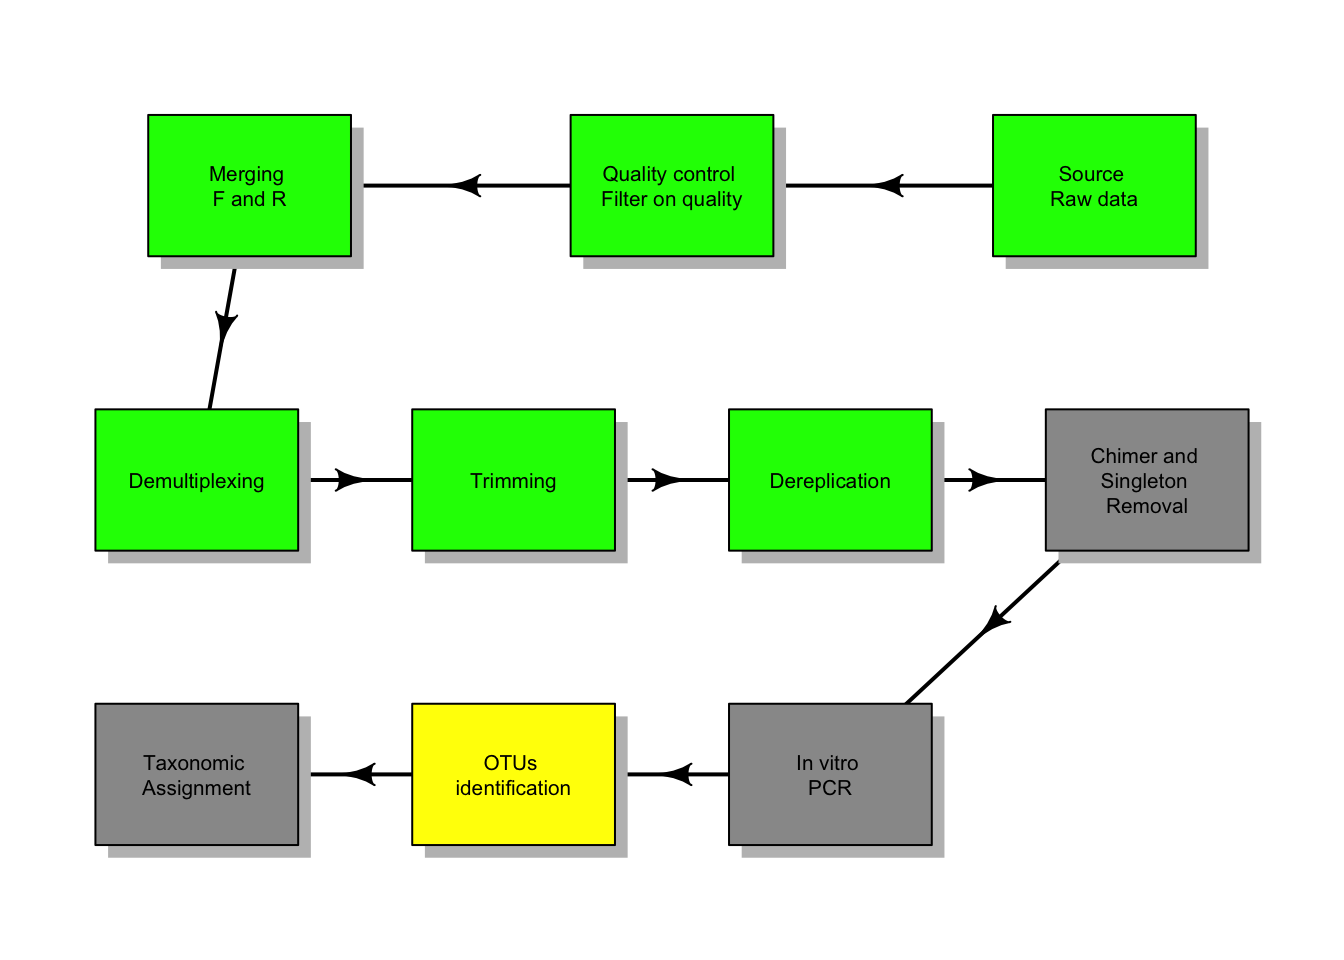 Merging
F and R
Quality control
Filter on quality
Source
Raw data
Demultiplexing
Trimming
Dereplication
Chimer and
Singleton
Removal
Taxonomic
Assignment
OTUs
identification
In vitro
PCR